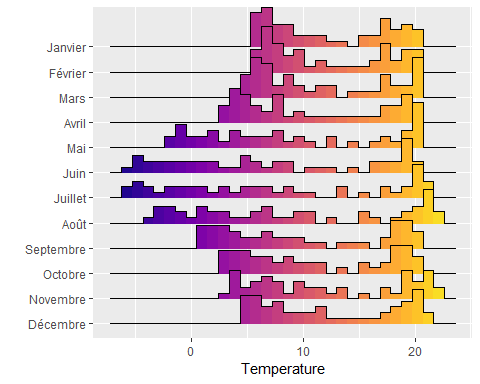 Janvier
Février
Mars
Avril
Mai
Juin
Juillet
Août
Septembre
Octobre
Novembre
Décembre
0 10 20
Temperature